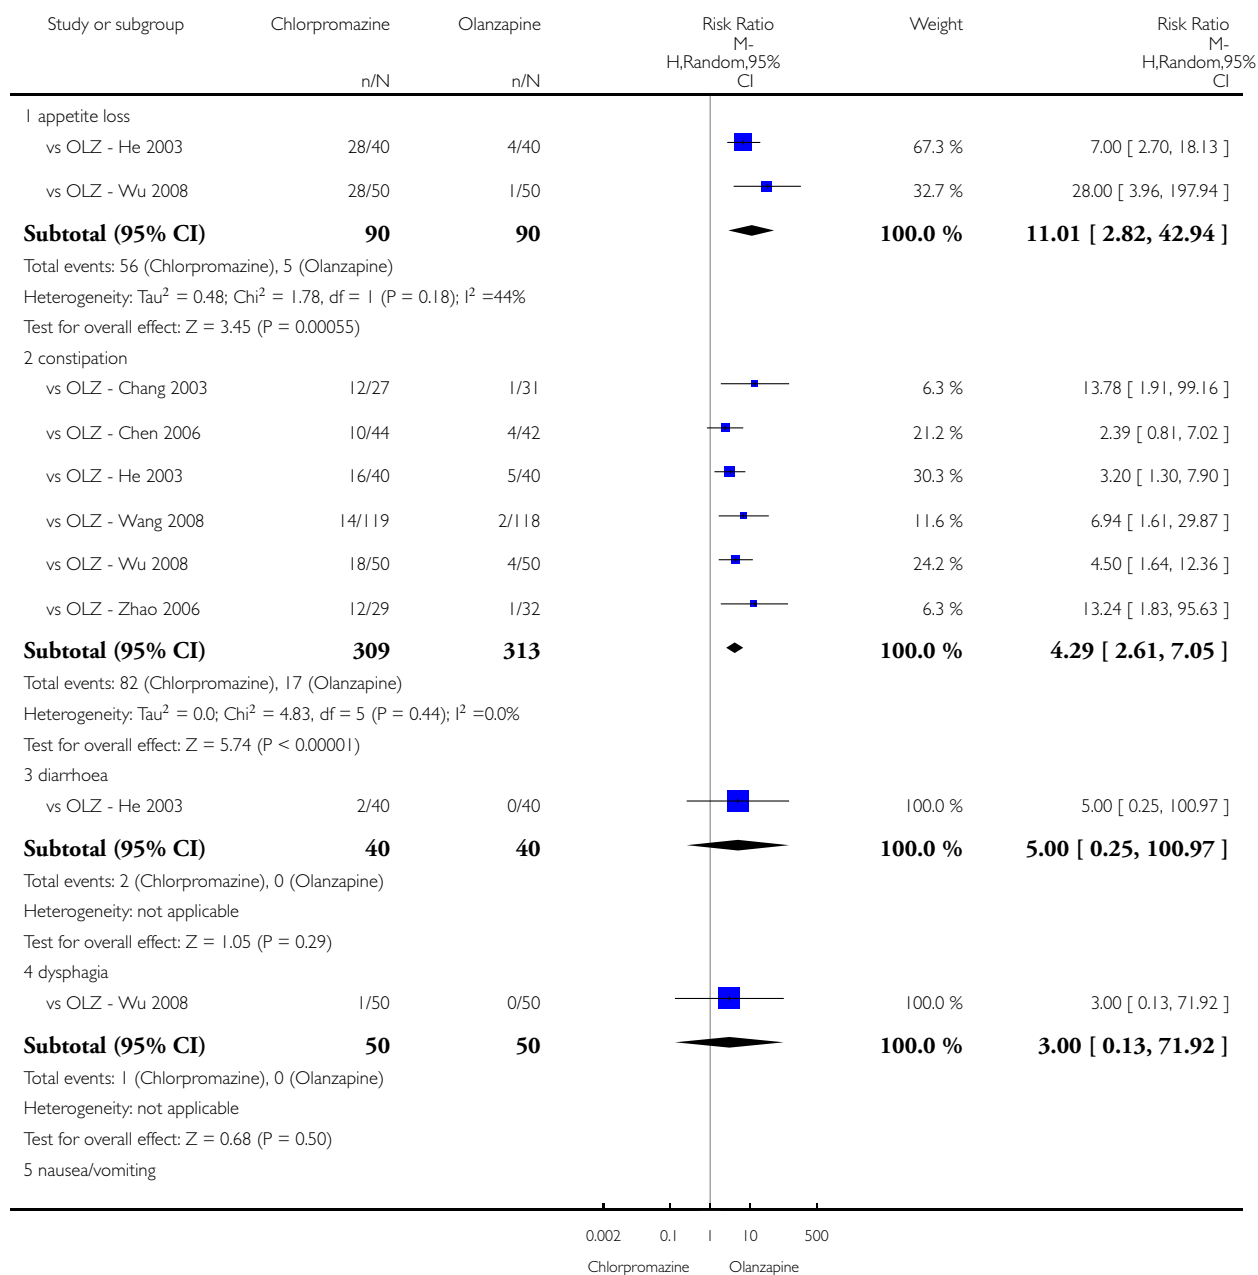 Study or subgroup Chlorpromazine Olanzapine Risk Ratio Weight Risk Ratio
M- M-
H,Random,95% H,Random,95%
n/N n/N CI CI
1 appetite loss
vs OLZ - He 2003 28/40 4/40 67.3 % 7.00 [ 2.70, 18.13 ]
vs OLZ - Wu 2008 28/50 1/50 32.7 % 28.00 [ 3.96, 197.94 ]
Subtotal (95% CI) 90 90 100.0 % 11.01 [ 2.82, 42.94 ]
Total events: 56 (Chlorpromazine), 5 (Olanzapine)
Heterogeneity: Tau² = 0.48; Chi² = 1.78, df = 1 (P = 0.18); I² =44%
Test for overall effect: Z = 3.45 (P = 0.00055)
2 constipation
vs OLZ - Chang 2003 12/27 1/31 6.3 % 13.78 [ 1.91, 99.16 ]
vs OLZ - Chen 2006 10/44 4/42 21.2 % 2.39 [ 0.81, 7.02 ]
vs OLZ - He 2003 16/40 5/40 30.3 % 3.20 [ 1.30, 7.90 ]
vs OLZ - Wang 2008 14/119 2/118 11.6 % 6.94 [ 1.61, 29.87 ]
vs OLZ - Wu 2008 18/50 4/50 24.2 % 4.50 [ 1.64, 12.36 ]
vs OLZ - Zhao 2006 12/29 1/32 6.3 % 13.24 [ 1.83, 95.63 ]
Subtotal (95% CI) 309 313 100.0 % 4.29 [ 2.61, 7.05 ]
Total events: 82 (Chlorpromazine), 17 (Olanzapine)
Heterogeneity: Tau² = 0.0; Chi² = 4.83, df = 5 (P = 0.44); I² =0.0%
Test for overall effect: Z = 5.74 (P < 0.00001)
3 diarrhoea
vs OLZ - He 2003 2/40 0/40 100.0 % 5.00 [ 0.25, 100.97 ]
Subtotal (95% CI) 40 40 100.0 % 5.00 [ 0.25, 100.97 ]
Total events: 2 (Chlorpromazine), 0 (Olanzapine)
Heterogeneity: not applicable
Test for overall effect: Z = 1.05 (P = 0.29)
4 dysphagia
vs OLZ - Wu 2008 1/50 0/50 100.0 % 3.00 [ 0.13, 71.92 ]
Subtotal (95% CI) 50 50 100.0 % 3.00 [ 0.13, 71.92 ]
Total events: 1 (Chlorpromazine), 0 (Olanzapine)
Heterogeneity: not applicable
Test for overall effect: Z = 0.68 (P = 0.50)
5 nausea/vomiting
0.002 0.1 1 10 500
Chlorpromazine Olanzapine